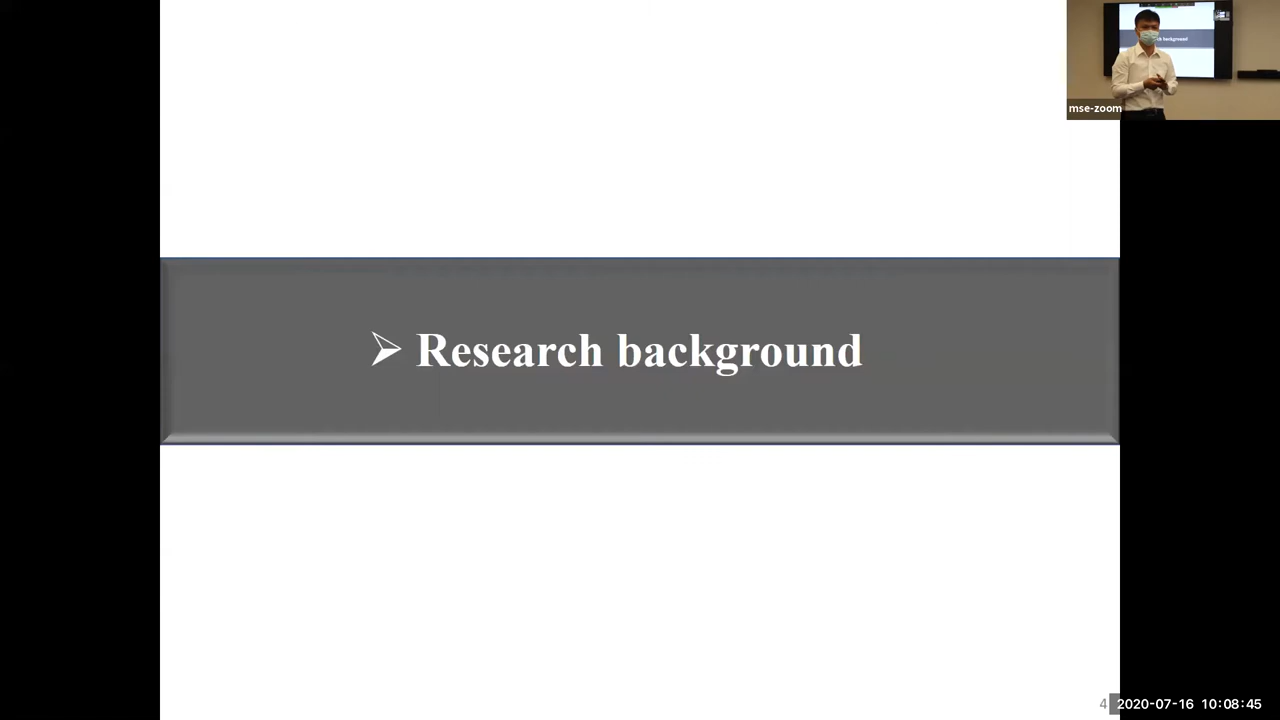 mse-zoom
➢ Research background
4
2020-07-16 10:08:45